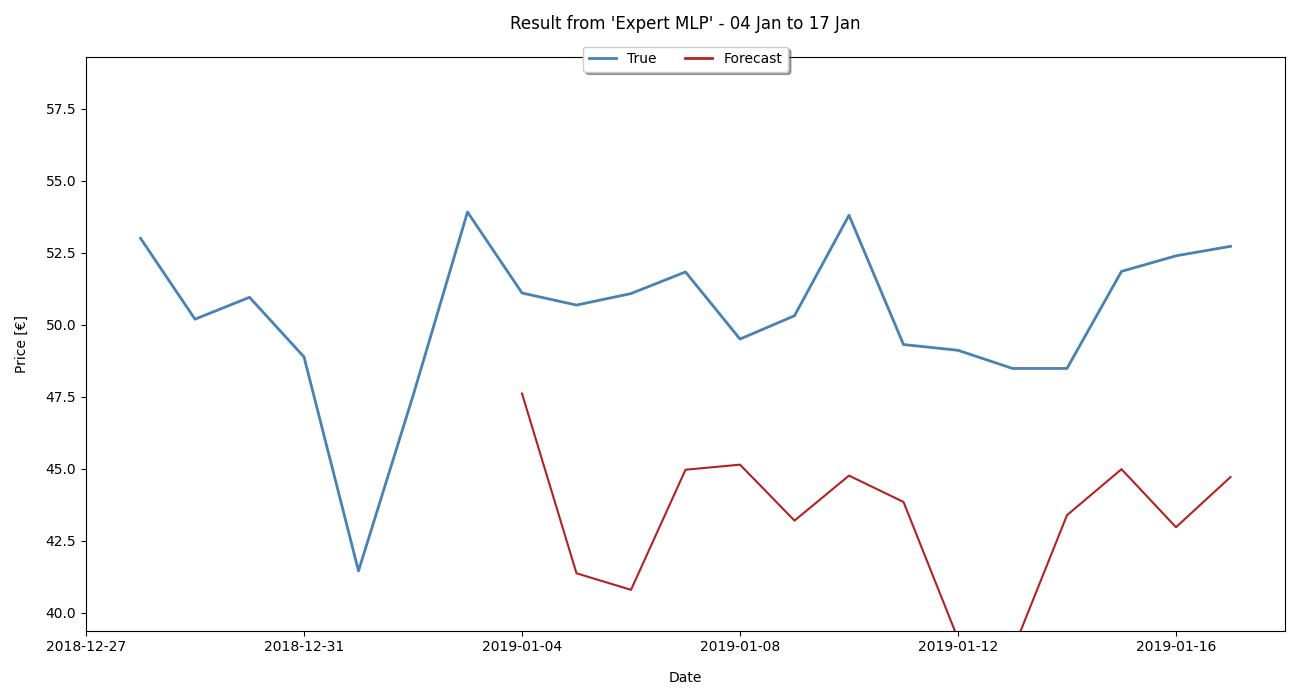 Result from 'Expert MLP' - 04 Jan to 17 Jan
True Forecast
57.5
55.0
52.5
50.0
47.5
45.0
42.5
40.0
Price [€]
2018-12-27 2018-12-31 2019-01-04 2019-01-08 2019-01-12 2019-01-16
Date